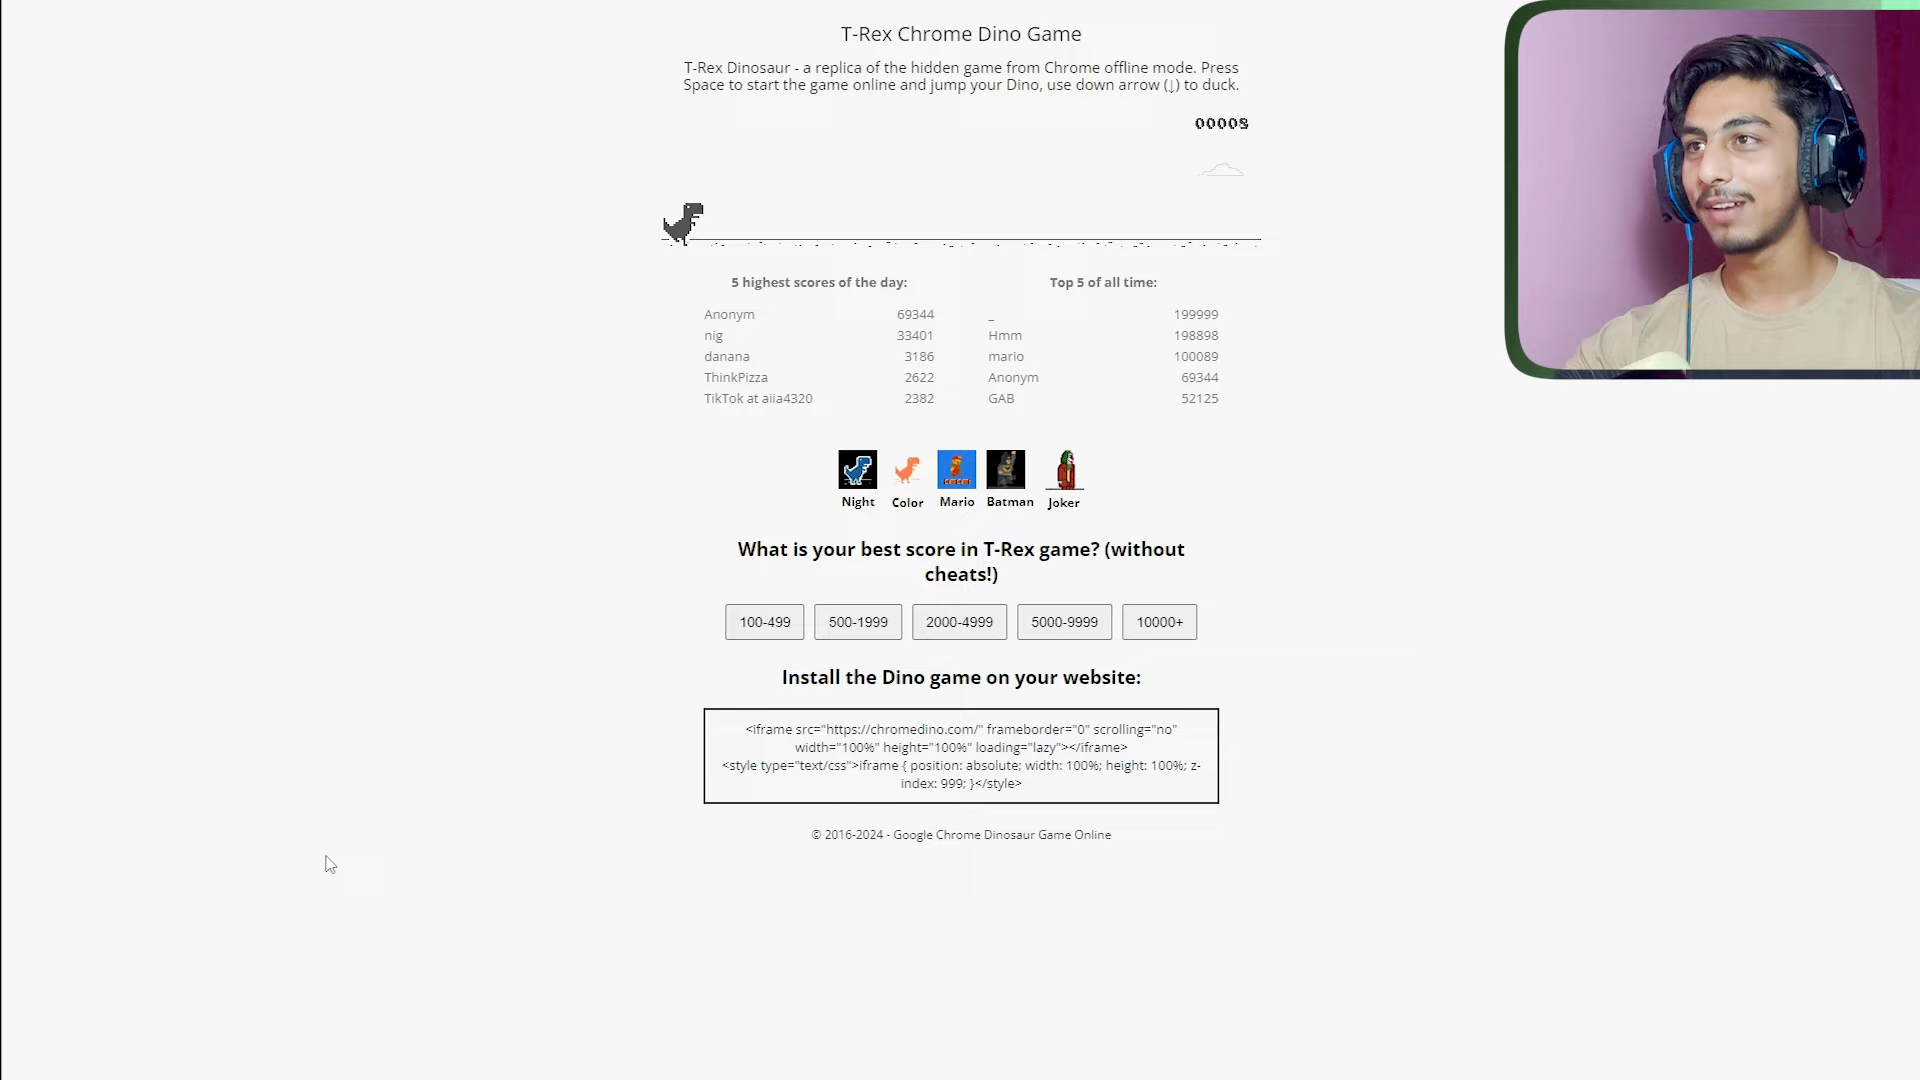 T-Rex Chrome Dino Game
T-Rex Dinosaur - a replica of the hidden game from Chrome offline mode. Press
Space to start the game online and jump your Dino, use down arrow (↓) to duck.
00008
5 highest scores of the day:
Anonym 69344
nig 33401
danana 3186
ThinkPizza 2622
TikTok at aiia4320 2382
Top 5 of all time:
_ 199999
Hmm 198898
mario 100089
Anonym 69344
GAB 52125
Night Color Mario Batman Joker
What is your best score in T-Rex game? (without
cheats!)
100-499 500-1999 2000-4999 5000-9999 10000+
Install the Dino game on your website:
<iframe src="https://chromedino.com/" frameborder="0" scrolling="no"
width="100%" height="100%" loading="lazy"></iframe>
<style type="text/css">iframe { position: absolute; width: 100%; height: 100%; z-
index: 999; }</style>
© 2016-2024 - Google Chrome Dinosaur Game Online